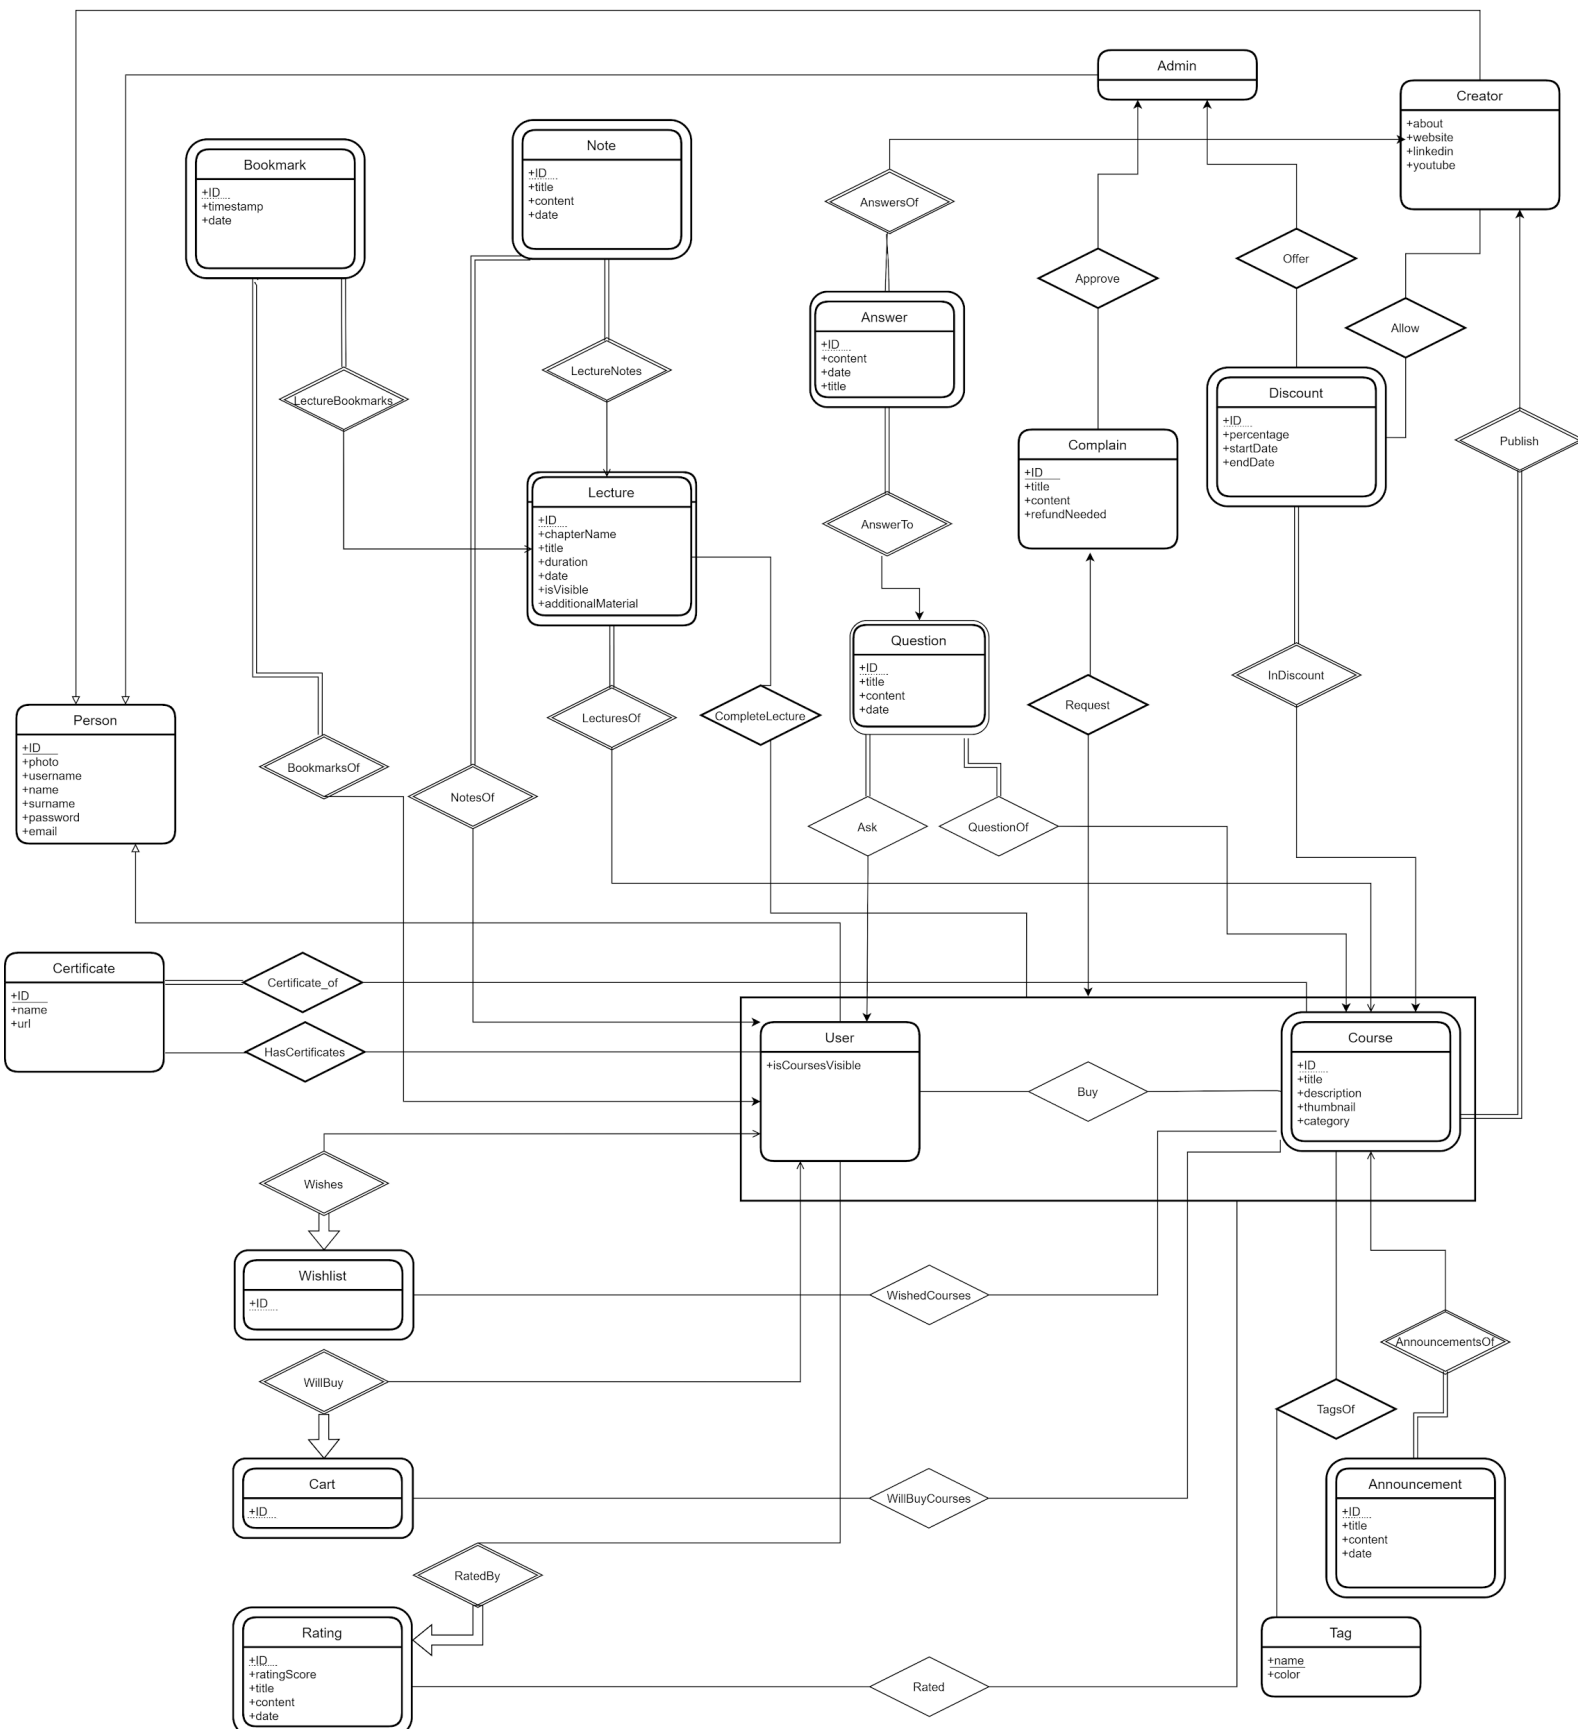 Admin
Creator
+about
+website
+linkedin
+youtube
Bookmark
+ID
+timestamp
+date
Note
+ID
+title
+content
+date
AnswersOf
Approve
Offer
Allow
Answer
+ID
+content
+date
+title
LectureNotes
LectureBookmarks
Discount
+ID
+percentage
+startDate
+endDate
Publish
Complain
+ID
+title
+content
+refundNeeded
Lecture
+ID
+chapterName
+title
+duration
+date
+isVisible
+additionalMaterial
AnswerTo
Question
+ID
+title
+content
+date
InDiscount
Request
LecturesOf
CompleteLecture
Person
+ID
+photo
+username
+name
+surname
+password
+email
BookmarksOf
NotesOf
Ask
QuestionOf
Certificate
+ID
+name
+url
Certificate_of
HasCertificates
User
+isCoursesVisible
Buy
Course
+ID
+title
+description
+thumbnail
+category
Wishes
Wishlist
+ID
WishedCourses
WillBuy
AnnouncementsOf
TagsOf
Cart
+ID
WillBuyCourses
Announcement
+ID
+title
+content
+date
RatedBy
Rating
+ID
+ratingScore
+title
+content
+date
Rated
Tag
+name
+color